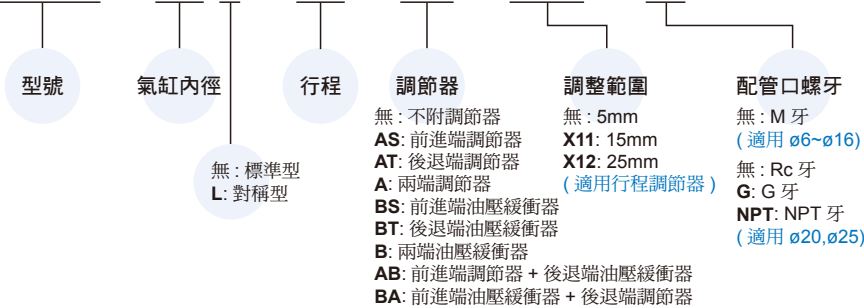 型號
氣缸內徑
無 : 標準型
L: 對稱型
行程
調節器
無 : 不附調節器
AS: 前進端調節器
AT: 後退端調節器
A: 兩端調節器
BS: 前進端油壓緩衝器
BT: 後退端油壓緩衝器
B: 兩端油壓緩衝器
AB: 前進端調節器 + 後退端油壓緩衝器
BA: 前進端油壓緩衝器 + 後退端調節器
調整範圍
無 : 5mm
X11: 15mm
X12: 25mm
( 適用行程調節器 )
配管口螺牙
無 : M 牙
( 適用 ø6~ø16)
無 : Rc 牙
G: G 牙
NPT: NPT 牙
( 適用 ø20,ø25)